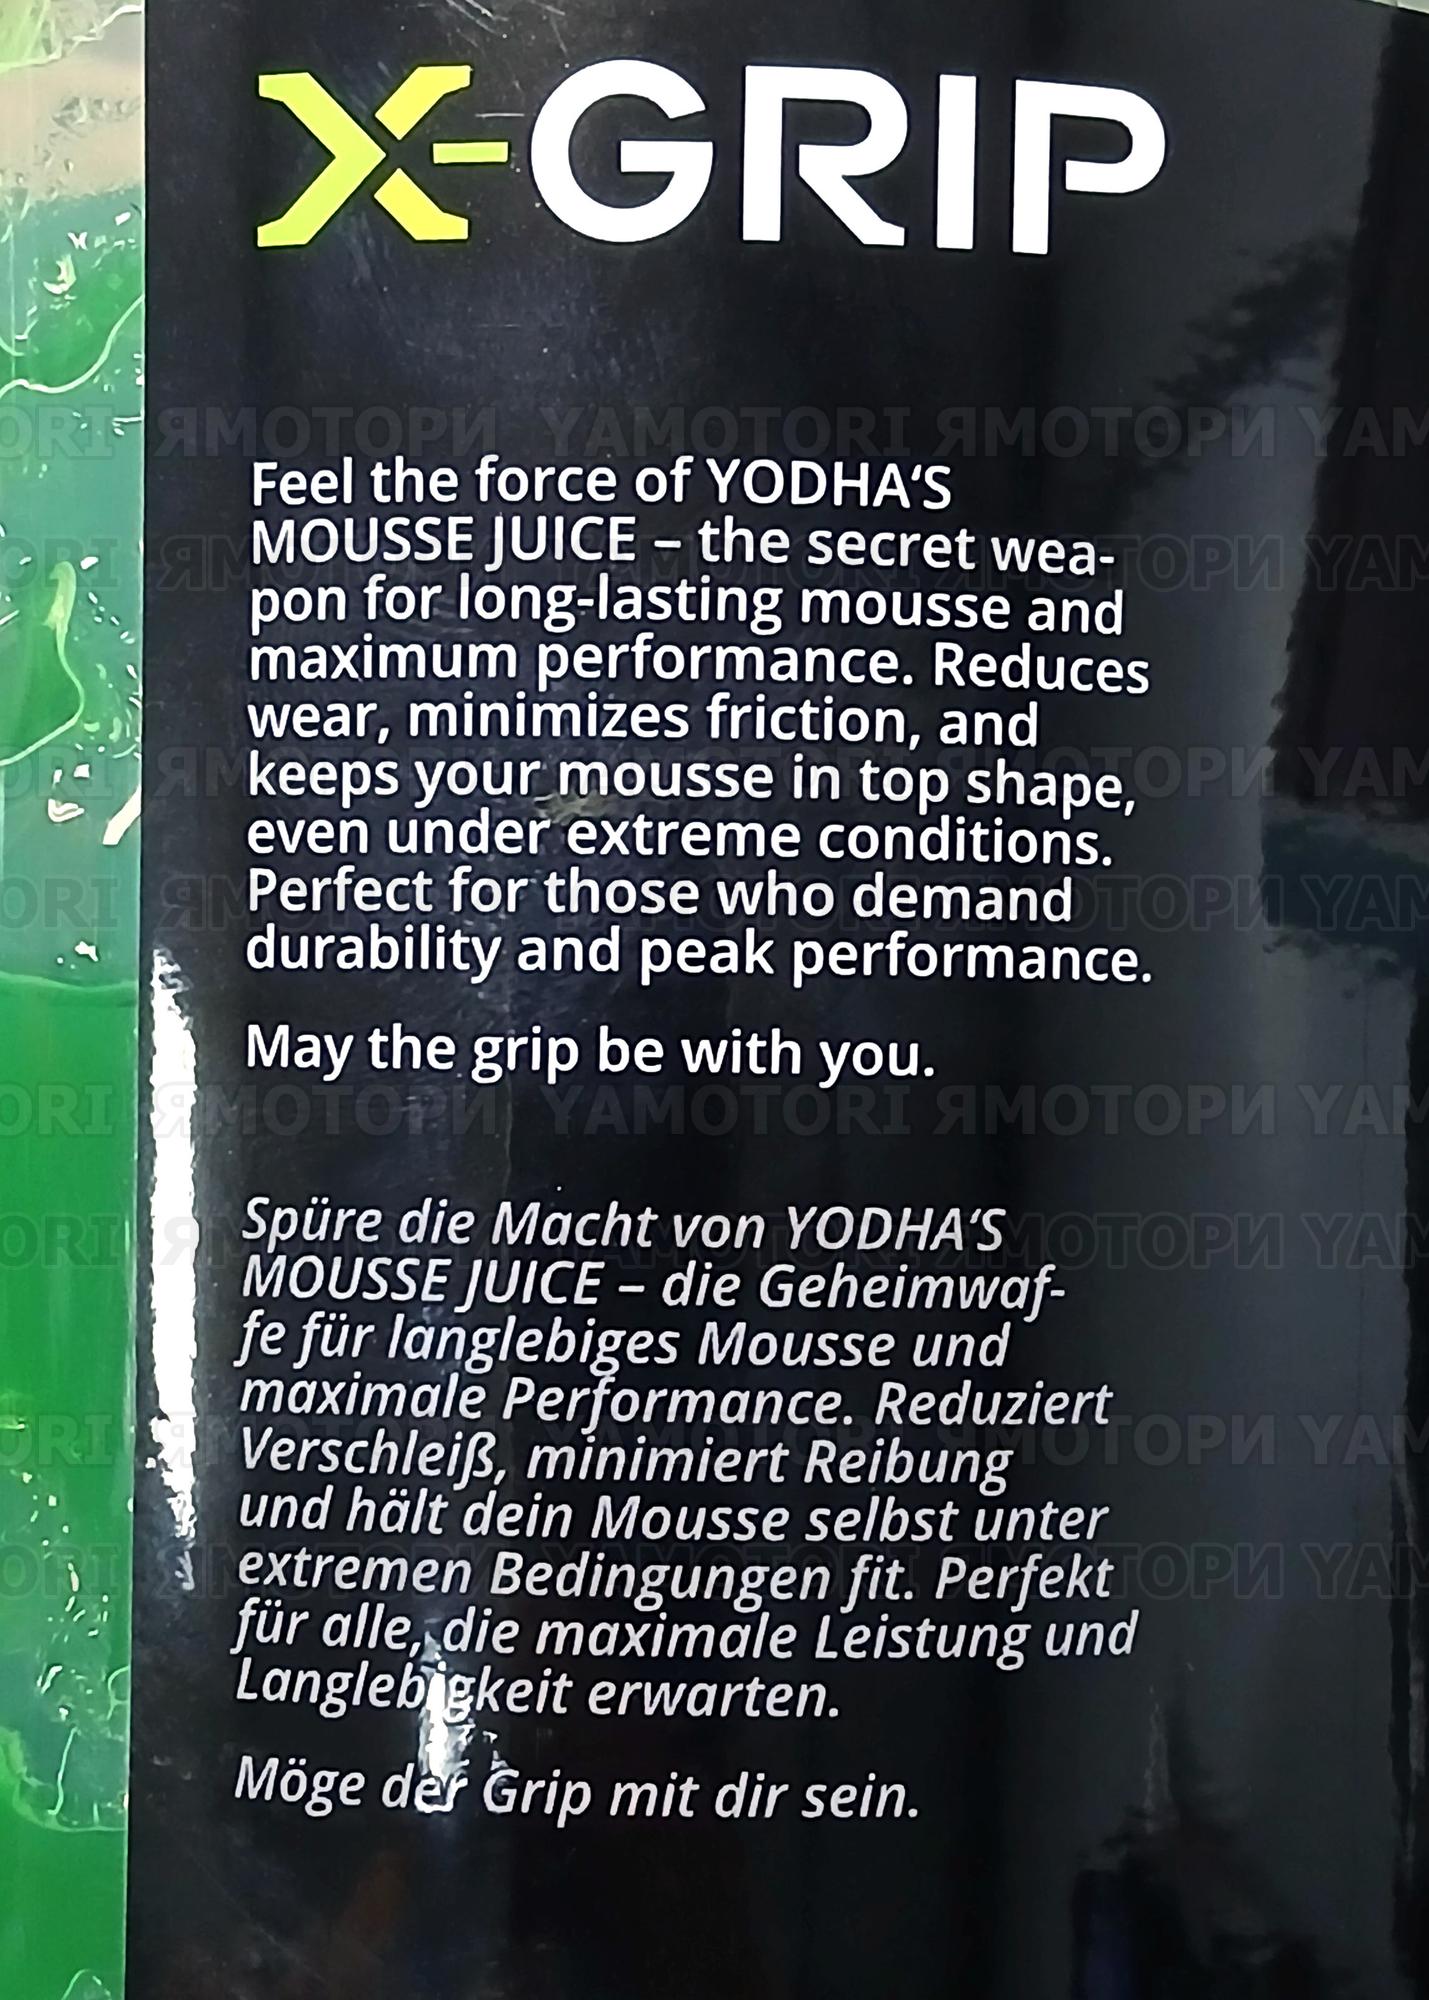 X-GRIP
Feel the force of YODHA‘S
MOUSSE JUICE – the secret wea-
pon for long-lasting mousse and
maximum performance. Reduces
wear, minimizes friction, and
keeps your mousse in top shape,
even under extreme conditions.
Perfect for those who demand
durability and peak performance.
May the grip be with you.
Spüre die Macht von YODHA‘S
MOUSSE JUICE – die Geheimwaf-
fe für langlebiges Mousse und
maximale Performance. Reduziert
Verschleiß, minimiert Reibung
und hält dein Mousse selbst unter
extremen Bedingungen fit. Perfekt
für alle, die maximale Leistung und
Langlebigkeit erwarten.
Möge der Grip mit dir sein.
YAMOTORI ЯМОТОРИ